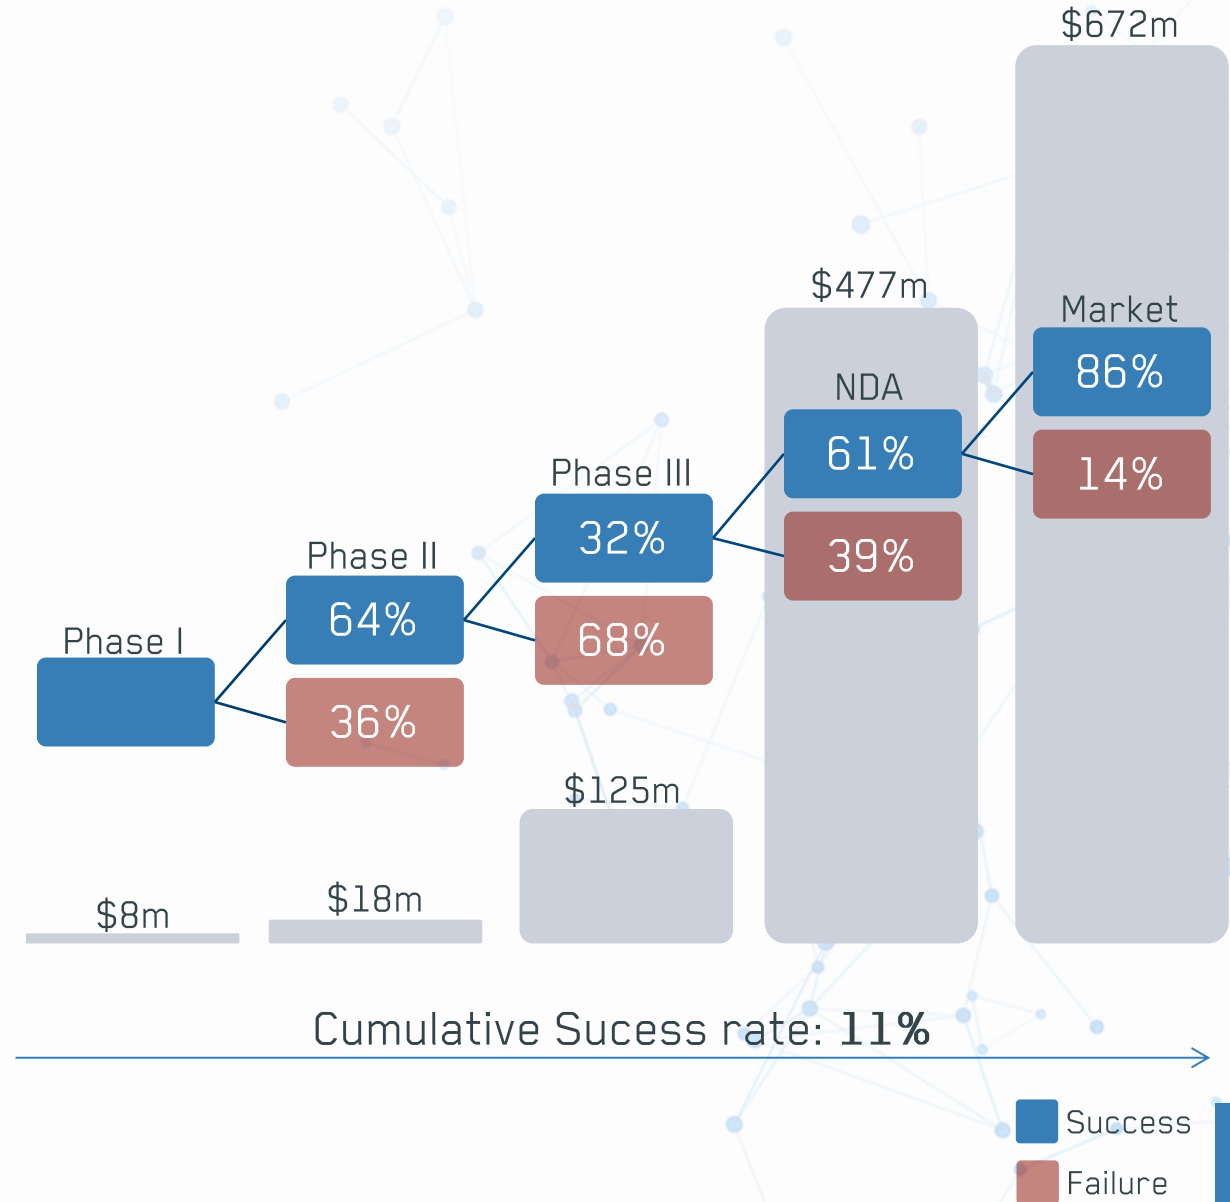 $672m
$477m
Market
86%
NDA
14%
61%
Phase III
39%
32%
Phase II
68%
64%
Phase I
36%
$125m
$18m
$8m
Cumulative Sucess rate: 11%
Success
Failure